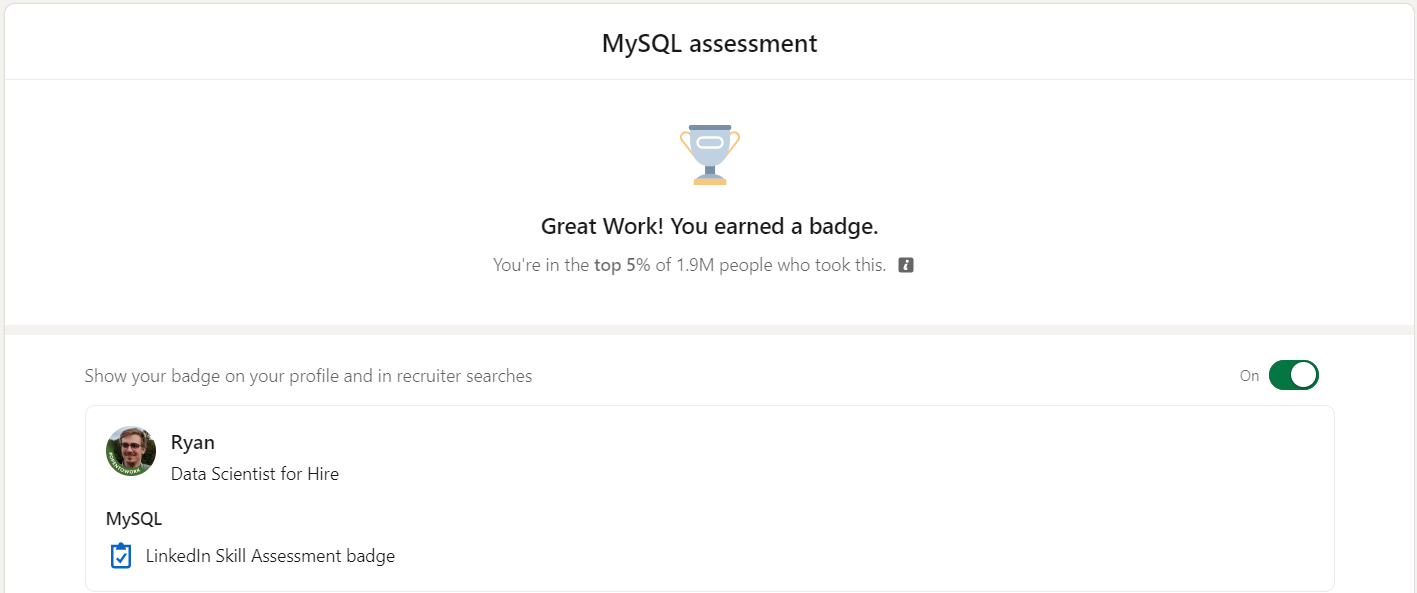 MySQL assessment
Great Work! You earned a badge.
You're in the top 5% of 1.9M people who took this.
Show your badge on your profile and in recruiter searches
On
Ryan
Data Scientist for Hire
#OPENTOWORK
MySQL
LinkedIn Skill Assessment badge